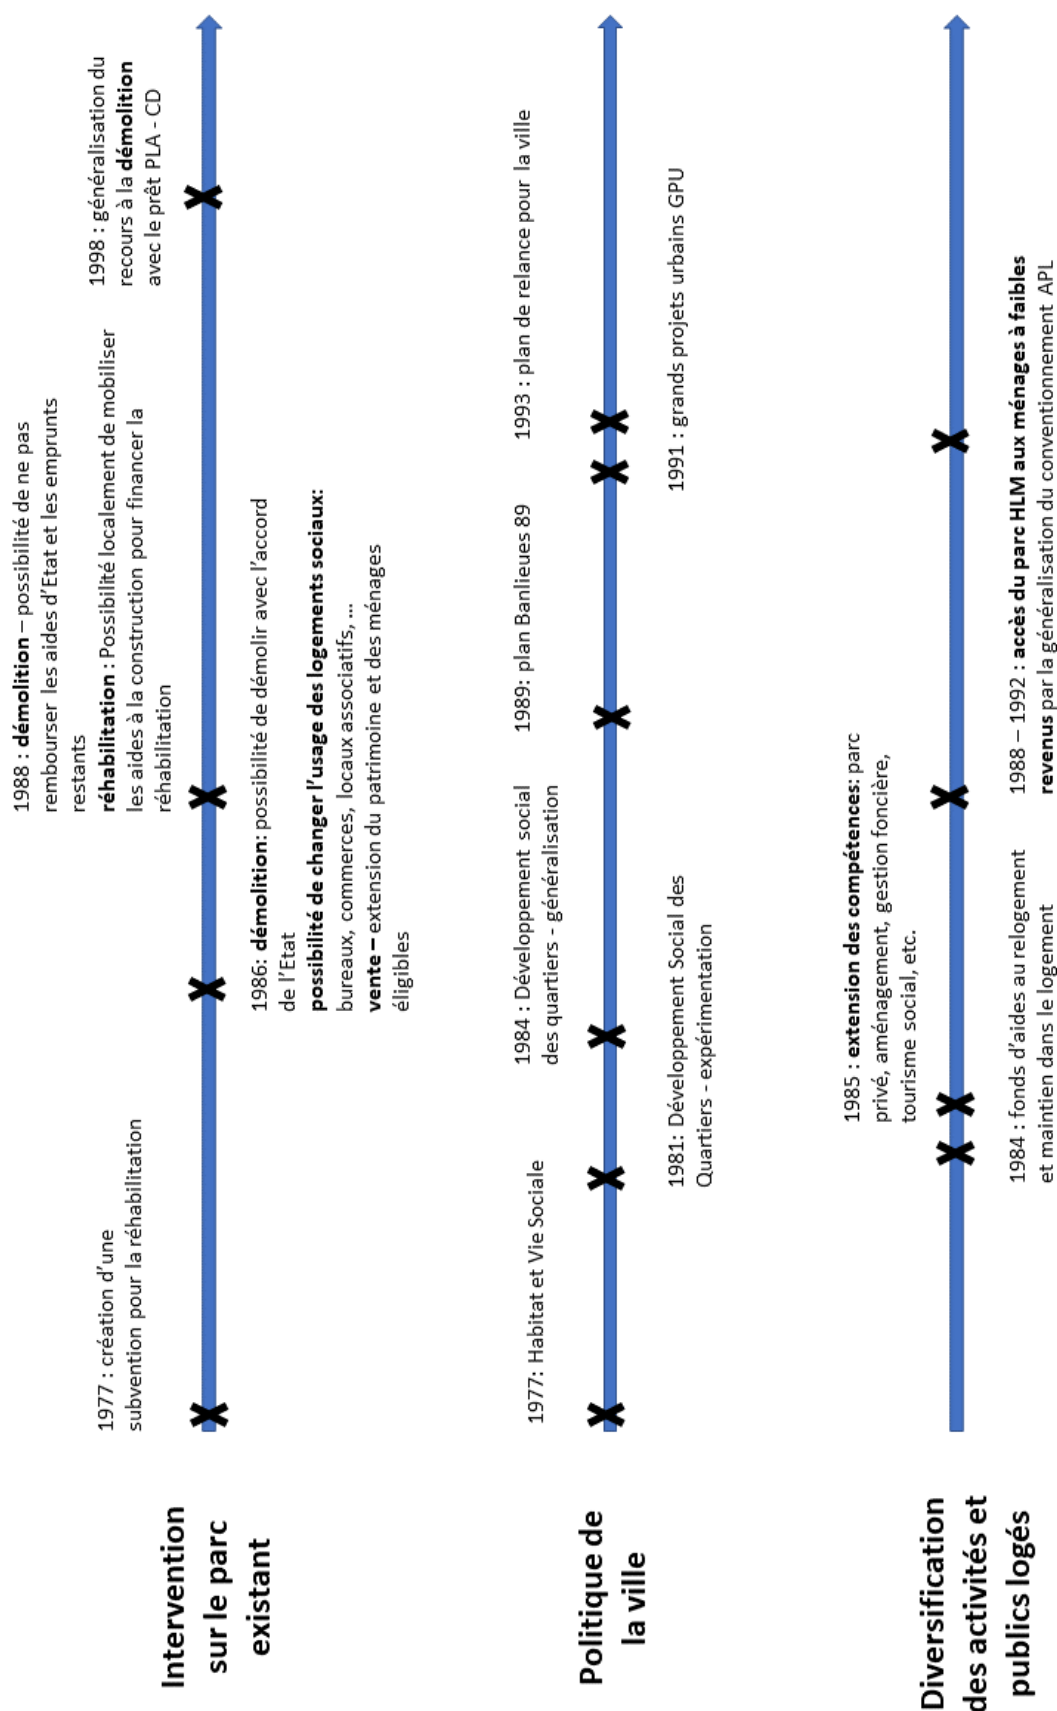 Intervention
sur le parc
existant
1977 : création d’une
subvention pour la réhabilitation
1988 : démolition – possibilité de ne pas
rembourser les aides d’Etat et les emprunts
restants
réhabilitation : Possibilité localement de mobiliser
les aides à la construction pour financer la
réhabilitation
1998 : généralisation du
recours à la démolition
avec le prêt PLA - CD
1986: démolition: possibilité de démolir avec l’accord
de l’Etat
possibilité de changer l’usage des logements sociaux:
bureaux, commerces, locaux associatifs, ...
vente – extension du patrimoine et des ménages
éligibles
Politique de
la ville
1977: Habitat et Vie Sociale
1984 : Développement social
des quartiers - généralisation
1989: plan Banlieues 89
1993 : plan de relance pour la ville
1981: Développement Social des
Quartiers - expérimentation
1991 : grands projets urbains GPU
Diversification
des activités et
publics logés
1985 : extension des compétences: parc
privé, aménagement, gestion foncière,
tourisme social, etc.
1984 : fonds d’aides au relogement
et maintien dans le logement
1988 – 1992 : accès du parc HLM aux ménages à faibles
revenus par la généralisation du conventionnement APL